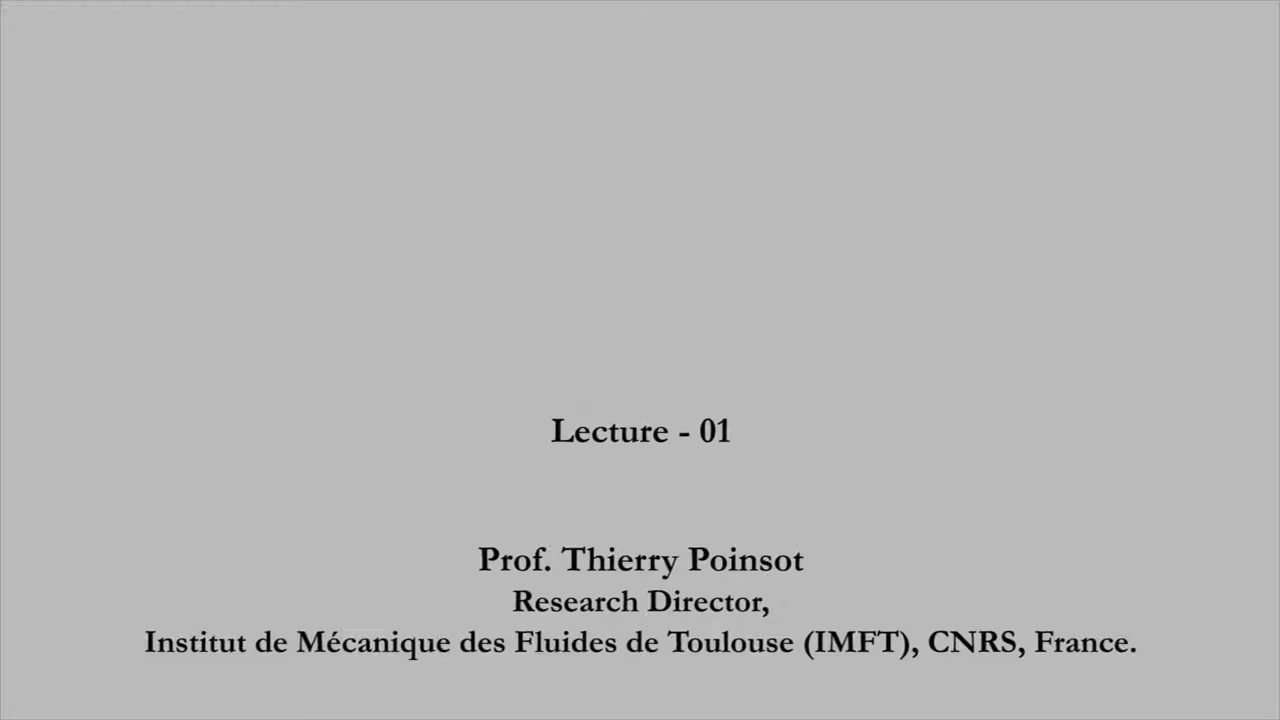 Lecture - 01
Prof. Thierry Poinsot
Research Director,
Institut de Mécanique des Fluides de Toulouse (IMFT), CNRS, France.